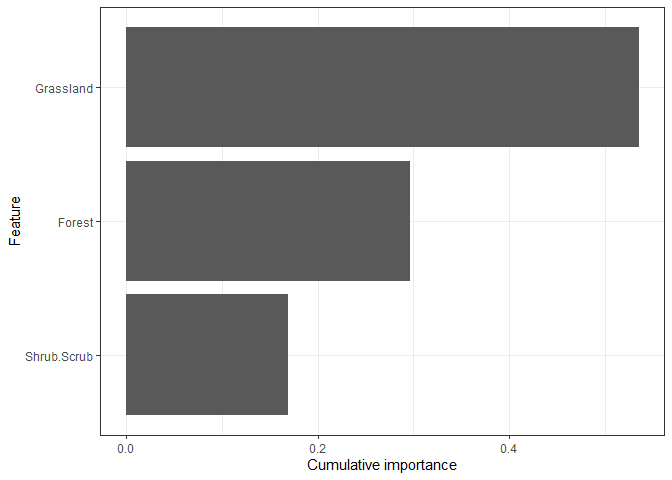 Feature
Grassland
Forest
Shrub.Scrub
0.0 0.2 0.4
Cumulative importance